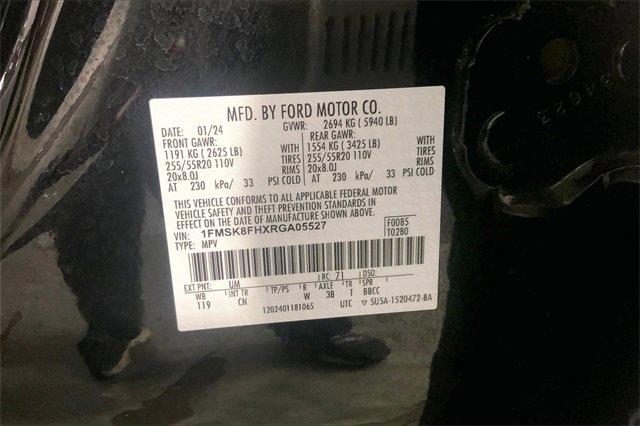 MFD. BY FORD MOTOR CO.
DATE: 01/24 GVWR: 2694 KG ( 5940 LB)
FRONT GAWR: REAR GAWR:
1191 KG ( 2625 LB) WITH 1554 KG ( 3425 LB) WITH
255/55R20 110V TIRES 255/55R20 110V TIRES
20x8.0J RIMS 20x8.0J RIMS
AT 230 kPa/ 33 PSI COLD AT 230 kPa/ 33 PSI COLD
THIS VEHICLE CONFORMS TO ALL APPLICABLE FEDERAL MOTOR
VEHICLE SAFETY AND THEFT PREVENTION STANDARDS IN
EFFECT ON THE DATE OF MANUFACTURE SHOWN ABOVE.
VIN: 1FMSK8FHXRGA05527 F0085
TYPE: MPV T0280
EXT PNT: UM RC: 71 DSO:
WB INT TR TP/PS R AXLE TR SPR
119 CN W 3B T BBCC
1202401181065 UTC ▽ 5U5A-1520472-BA